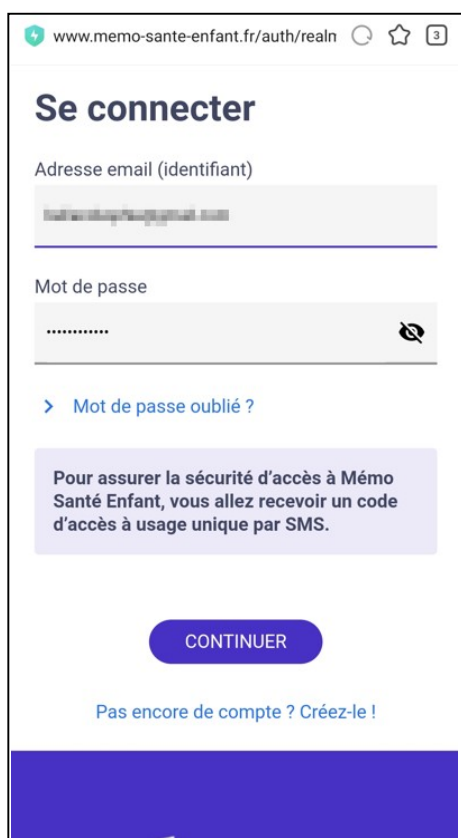 www.memo-sante-enfant.fr/auth/realn
3
Se connecter
Adresse email (identifiant)
Mot de passe
............
Mot de passe oublié ?
Pour assurer la sécurité d'accès à Mémo
Santé Enfant, vous allez recevoir un code
d'accès à usage unique par SMS.
CONTINUER
Pas encore de compte ? Créez-le !